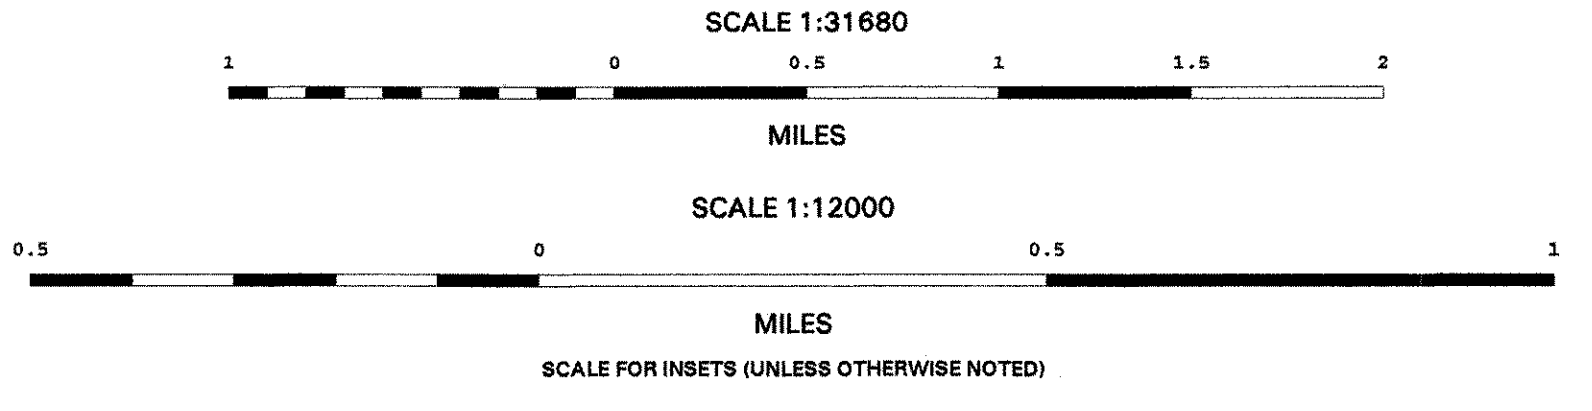 SCALE 1:31680
1 0 0.5 1 1.5 2
MILES
SCALE 1:12000
0.5 0 0.5 1
MILES
SCALE FOR INSETS (UNLESS OTHERWISE NOTED)